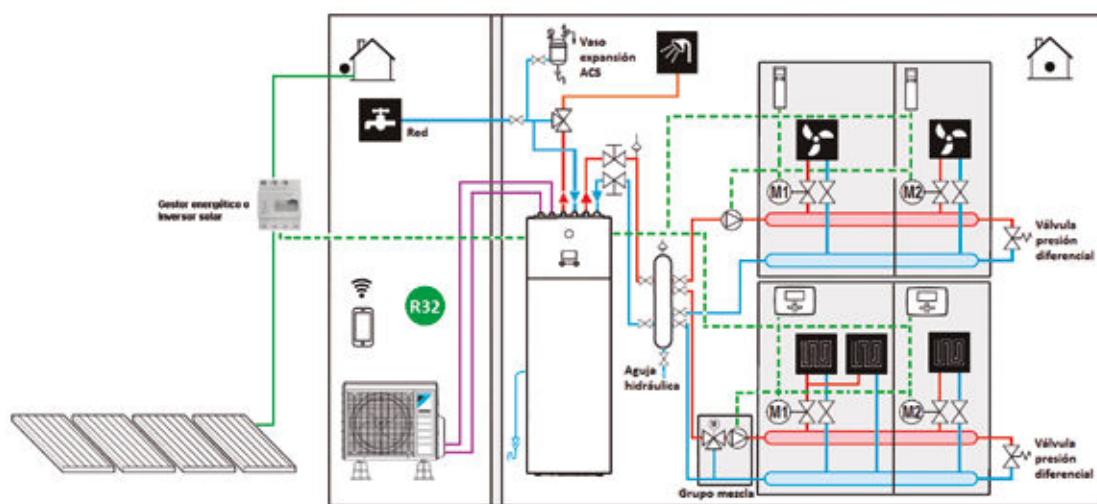 Vaso
expansión
ACS
Red
Gestor energético o
Inversor solar
R32
M1
M2
Válvula
presión
diferencial
Aguja
hidráulica
M1
M2
Válvula
presión
diferencial
Grupo mezcla